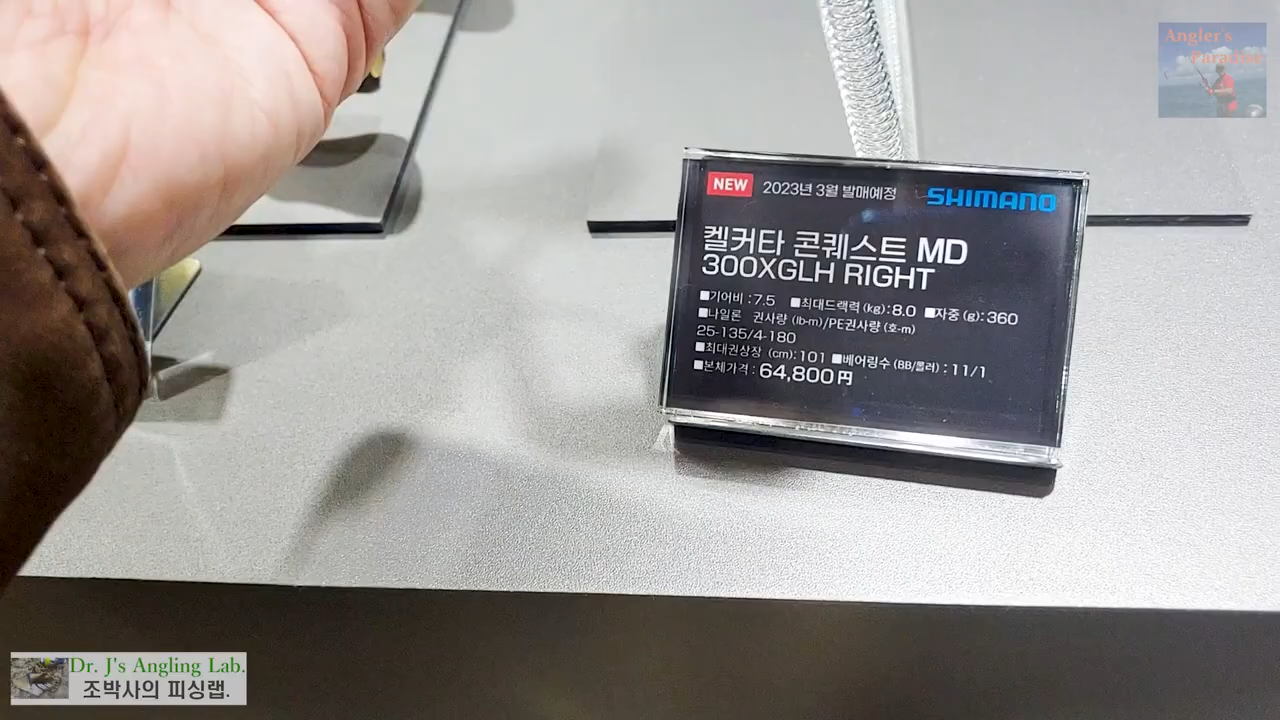 Angler's
Paradise
NEW 2023년 3월 발매예정 SHIMANO
켈커타 콘퀘스트 MD
300XGLH RIGHT
■기어비 : 7.5 ■최대드랙력 (kg) : 8.0 ■자중 (g) : 360
■나일론 권사량 (lb-m)/PE권사량 (호-m)
25-135/4-180
■최대권상장 (cm) : 101 ■베어링수 (BB/롤러) : 11/1
■본체가격 : 64,800円
Dr. J's Angling Lab.
조박사의 피싱랩.